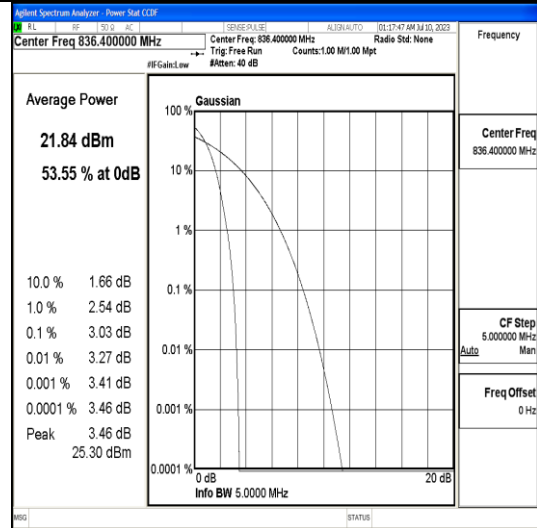 Agilent Spectrum Analyzer - Power Stat CCDF
RL RF 50 Ω AC SENSE:PULSE ALIGNAUTO 01:17:47 AM Jul 10, 2023
Center Freq 836.400000 MHz
Center Freq: 836.400000 MHz Radio Std: None
Trig: Free Run Counts:1.00 M/1.00 Mpt
#IFGain:Low #Atten: 40 dB
Frequency
Average Power
21.84 dBm
53.55 % at 0dB
10.0 % 1.66 dB
1.0 % 2.54 dB
0.1 % 3.03 dB
0.01 % 3.27 dB
0.001 % 3.41 dB
0.0001 % 3.46 dB
Peak 3.46 dB
25.30 dBm
Gaussian
100 %
10 %
1 %
0.1 %
0.01 %
0.001 %
0.0001 %
0 dB 20 dB
Info BW 5.0000 MHz
Center Freq
836.400000 MHz
CF Step
5.000000 MHz
Auto Man
Freq Offset
0 Hz
MSG STATUS